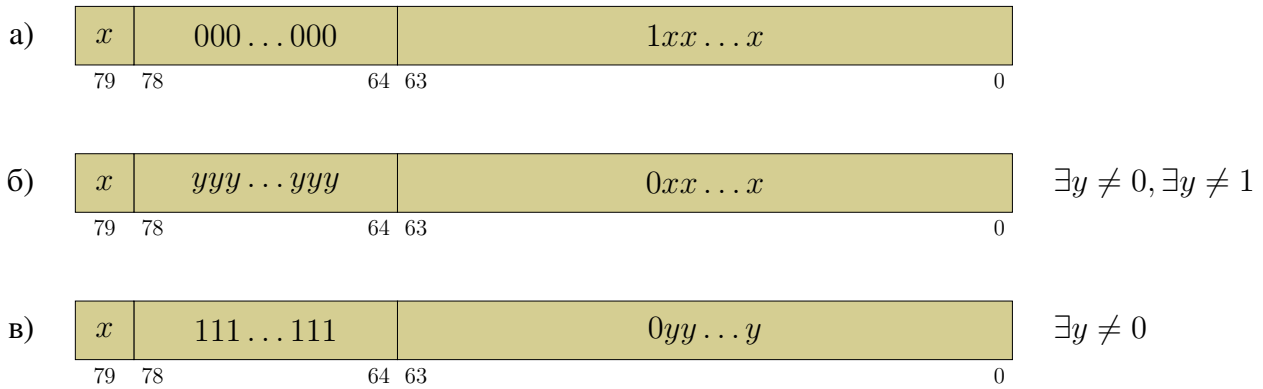 а) x 000...000 1xx...x
79 78 64 63 0
б) x yyy...yyy 0xx...x ∃y ≠ 0, ∃y ≠ 1
79 78 64 63 0
в) x 111...111 0yy...y ∃y ≠ 0
79 78 64 63 0